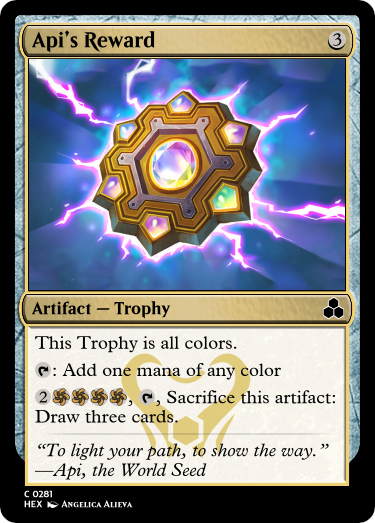 Api's Reward 3
Artifact — Trophy
This Trophy is all colors.
: Add one mana of any color
2 , , Sacrifice this artifact:
Draw three cards.
“To light your path, to show the way.”
—Api, the World Seed
C 0281
HEX Angelica Alieva